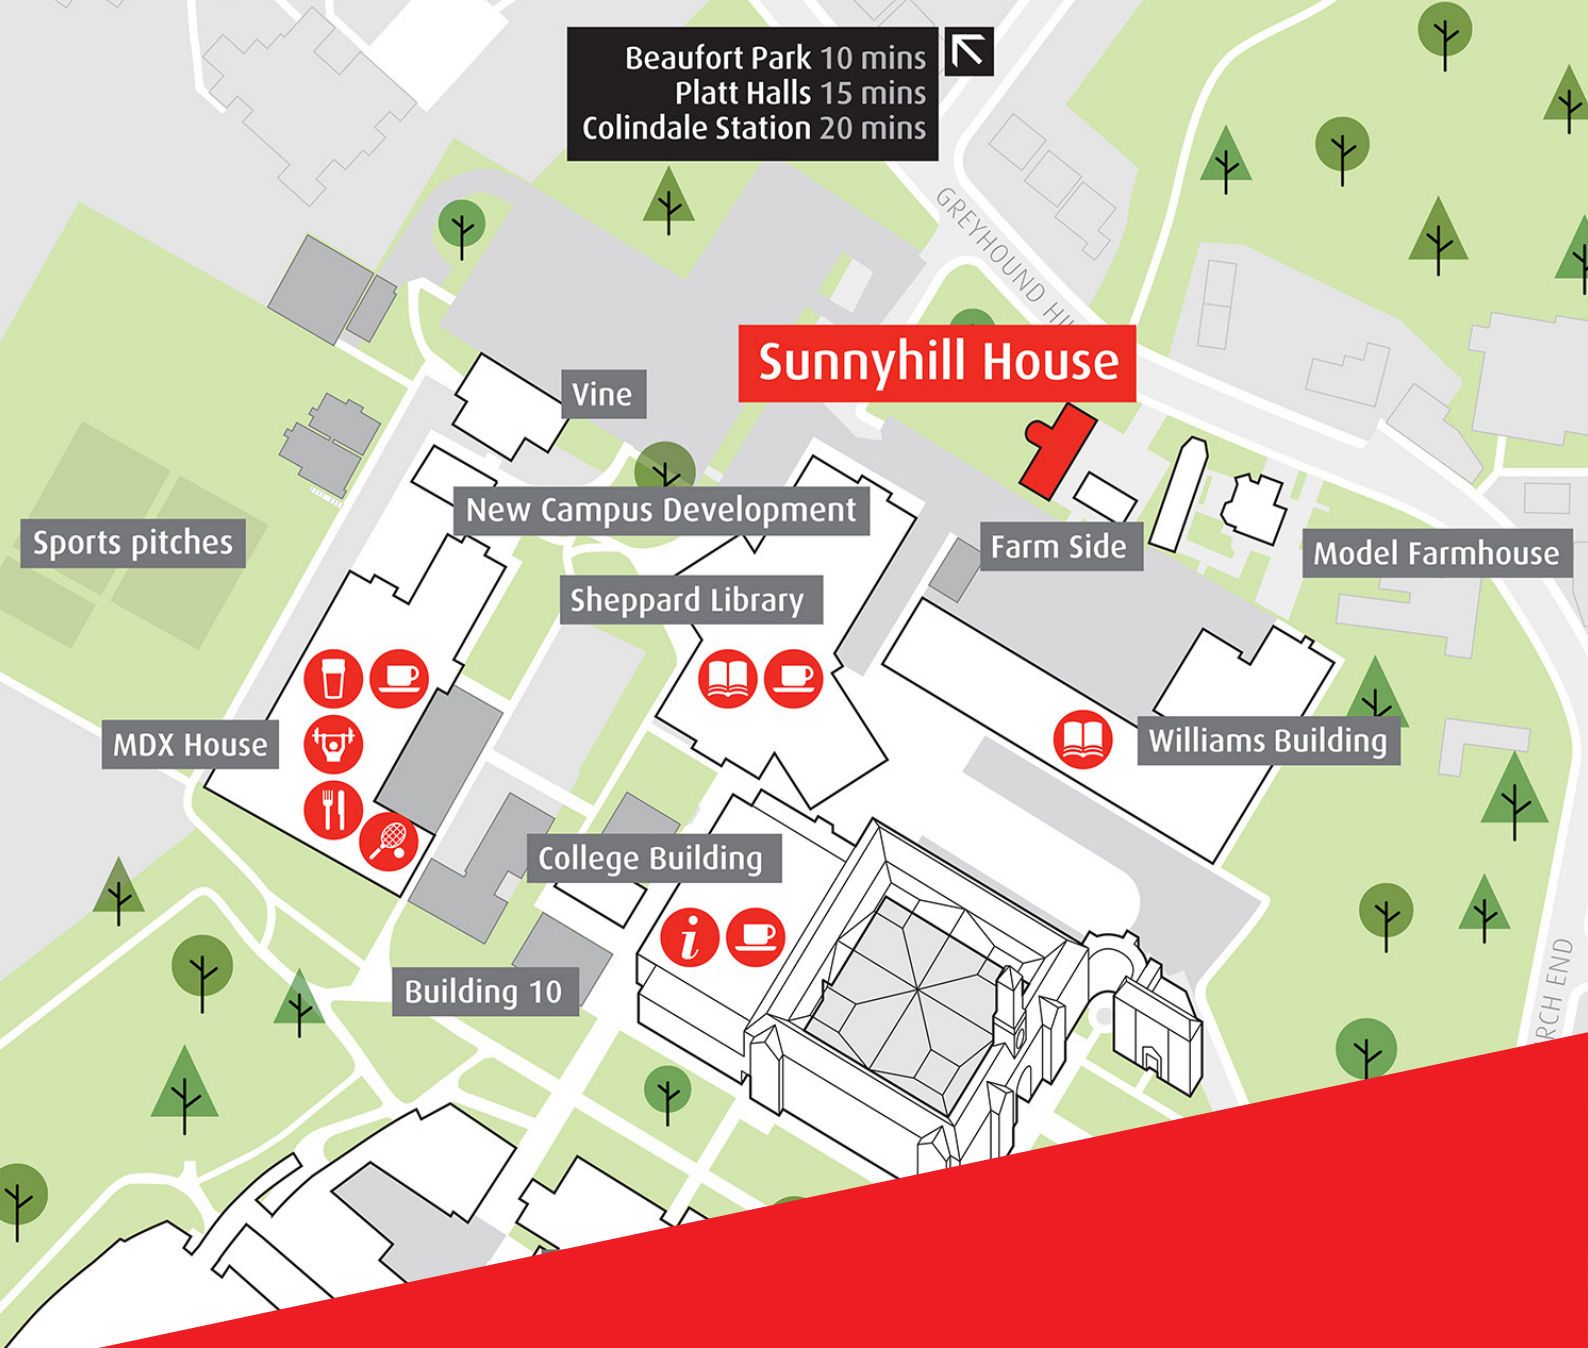 Beaufort Park 10 mins
Platt Halls 15 mins
Colindale Station 20 mins
GREYHOUND HI
Sunnyhill House
Vine
New Campus Development
Sports pitches
Farm Side
Model Farmhouse
Sheppard Library
MDX House
Williams Building
College Building
i
Building 10
RCH END